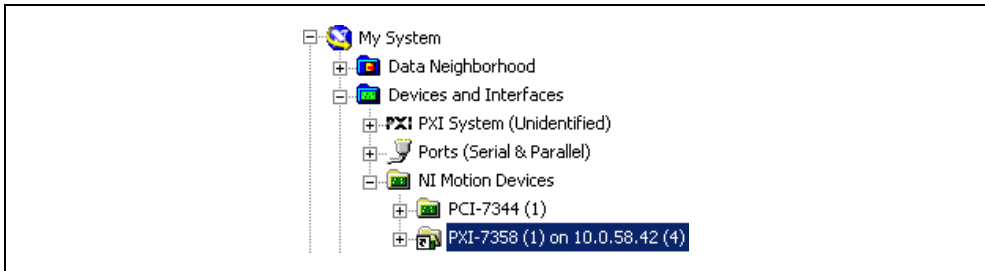 My System
Data Neighborhood
Devices and Interfaces
PXI PXI System (Unidentified)
Ports (Serial & Parallel)
NI Motion Devices
PCI-7344 (1)
PXI-7358 (1) on 10.0.58.42 (4)